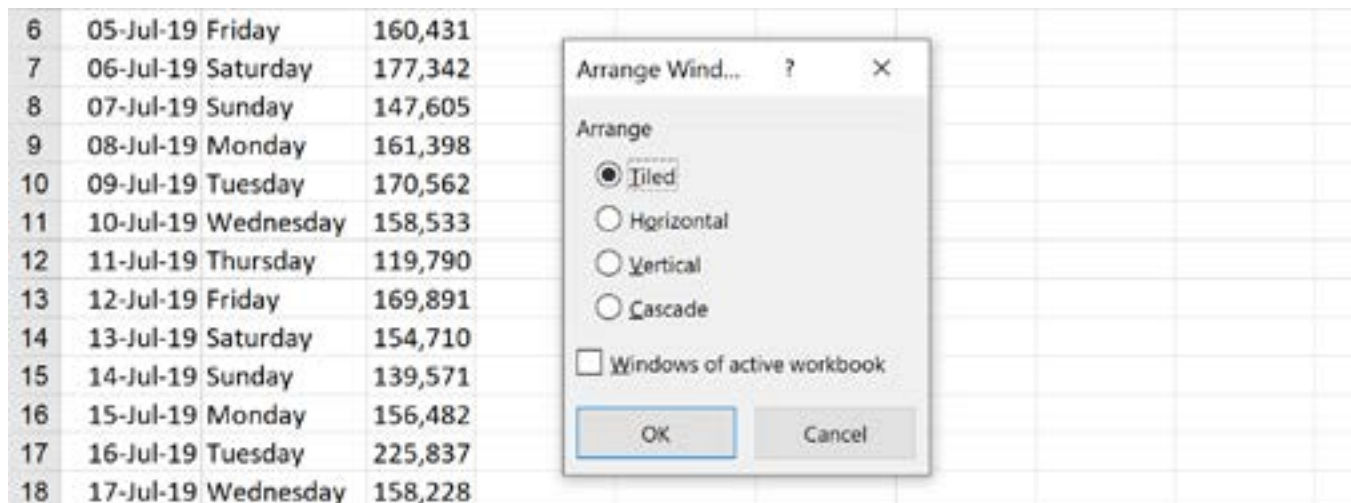 6 05-Jul-19 Friday 160,431
7 06-Jul-19 Saturday 177,342
8 07-Jul-19 Sunday 147,605
9 08-Jul-19 Monday 161,398
10 09-Jul-19 Tuesday 170,562
11 10-Jul-19 Wednesday 158,533
12 11-Jul-19 Thursday 119,790
13 12-Jul-19 Friday 169,891
14 13-Jul-19 Saturday 154,710
15 14-Jul-19 Sunday 139,571
16 15-Jul-19 Monday 156,482
17 16-Jul-19 Tuesday 225,837
18 17-Jul-19 Wednesday 158,228
Arrange Wind... ? ×
Arrange
Tiled
Horizontal
Vertical
Cascade
Windows of active workbook
OK Cancel